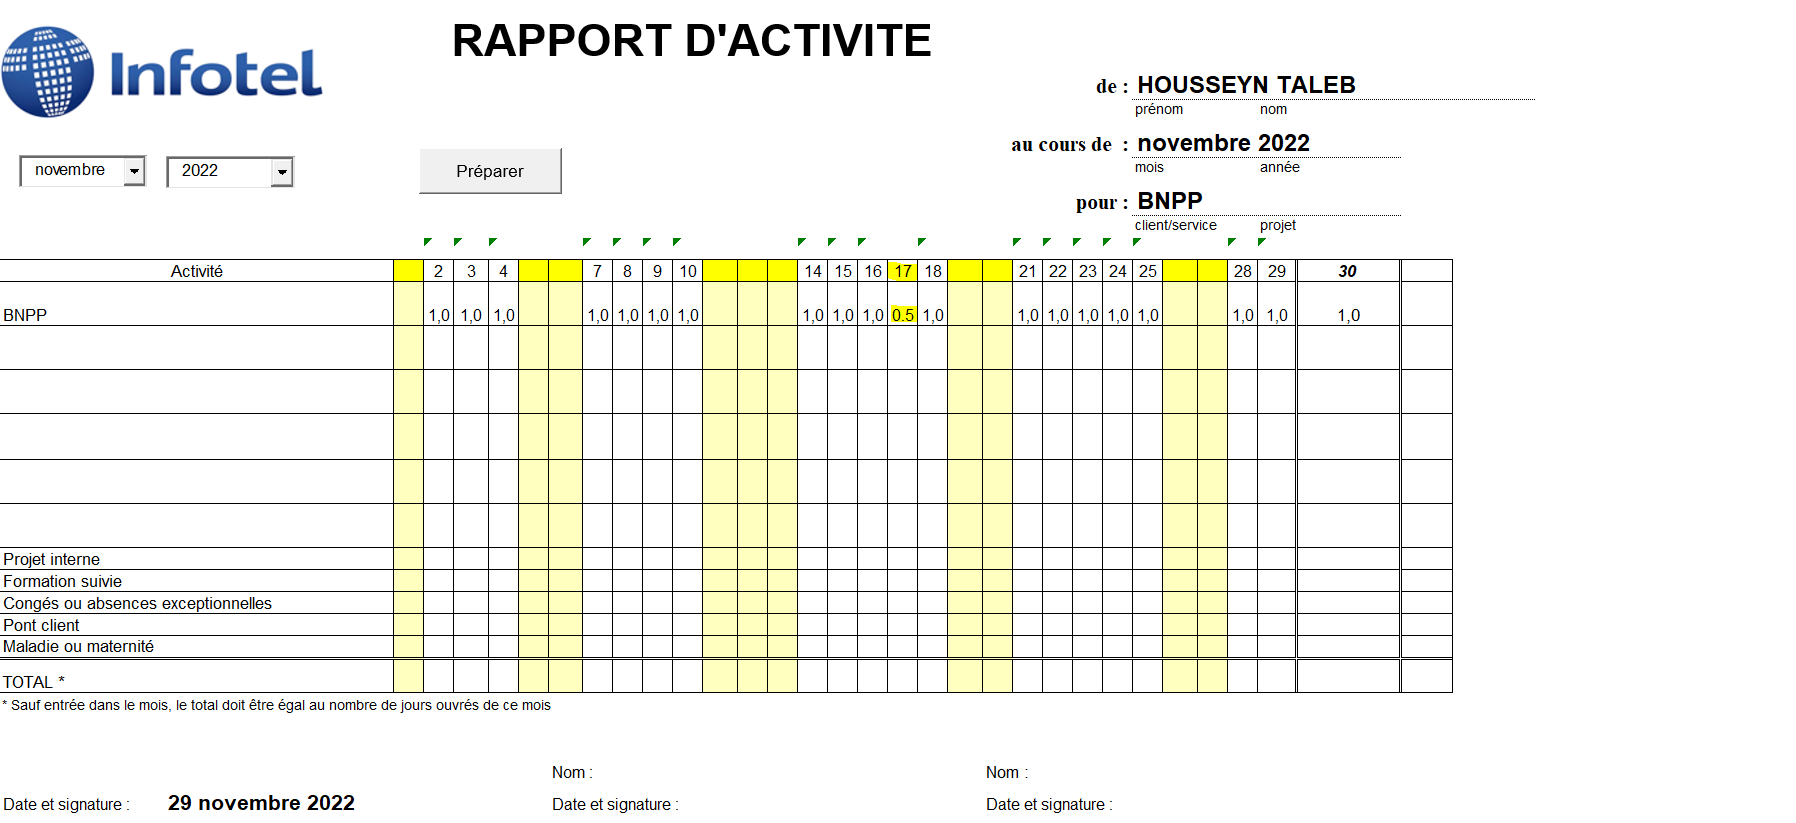 RAPPORT D'ACTIVITE
Infotel
de : HOUSSEYN TALEB
prénom nom
au cours de : novembre 2022
mois année
novembre 2022 Préparer
pour : BNPP
client/service projet
Activité 2 3 4 7 8 9 10 14 15 16 17 18 21 22 23 24 25 28 29 30
BNPP 1,0 1,0 1,0 1,0 1,0 1,0 1,0 1,0 1,0 1,0 0.5 1,0 1,0 1,0 1,0 1,0 1,0 1,0 1,0 1,0
Projet interne
Formation suivie
Congés ou absences exceptionnelles
Pont client
Maladie ou maternité
TOTAL *
* Sauf entrée dans le mois, le total doit être égal au nombre de jours ouvrés de ce mois
Nom : Nom :
Date et signature : 29 novembre 2022 Date et signature : Date et signature :